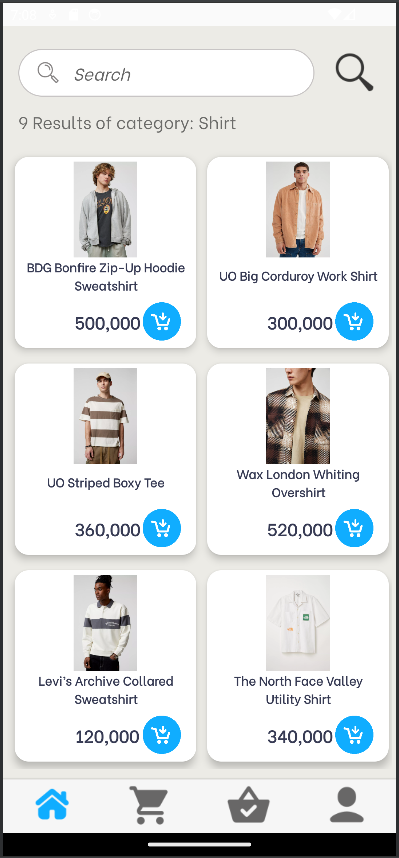 Search
9 Results of category: Shirt
BDG Bonfire Zip-Up Hoodie
Sweatshirt
500,000
UO Big Corduroy Work Shirt
300,000
UO Striped Boxy Tee
360,000
Wax London Whiting
Overshirt
520,000
Levi's Archive Collared
Sweatshirt
120,000
The North Face Valley
Utility Shirt
340,000